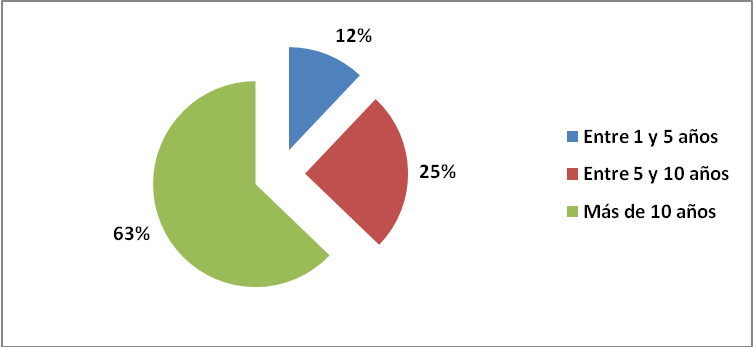 12%
25%
63%
Entre 1 y 5 años
Entre 5 y 10 años
Más de 10 años